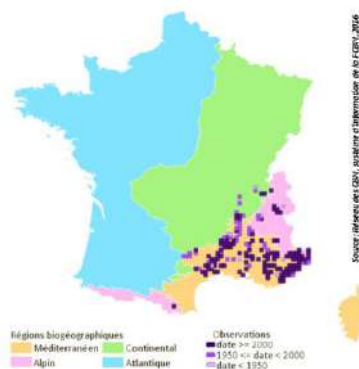 Source : Réseau des CBN, système d'information de la FCBN, 2016
Régions biogéographiques
Méditerranéen
Continental
Alpin
Atlantique
Observations
date >= 2000
1950 <= date < 2000
date < 1950